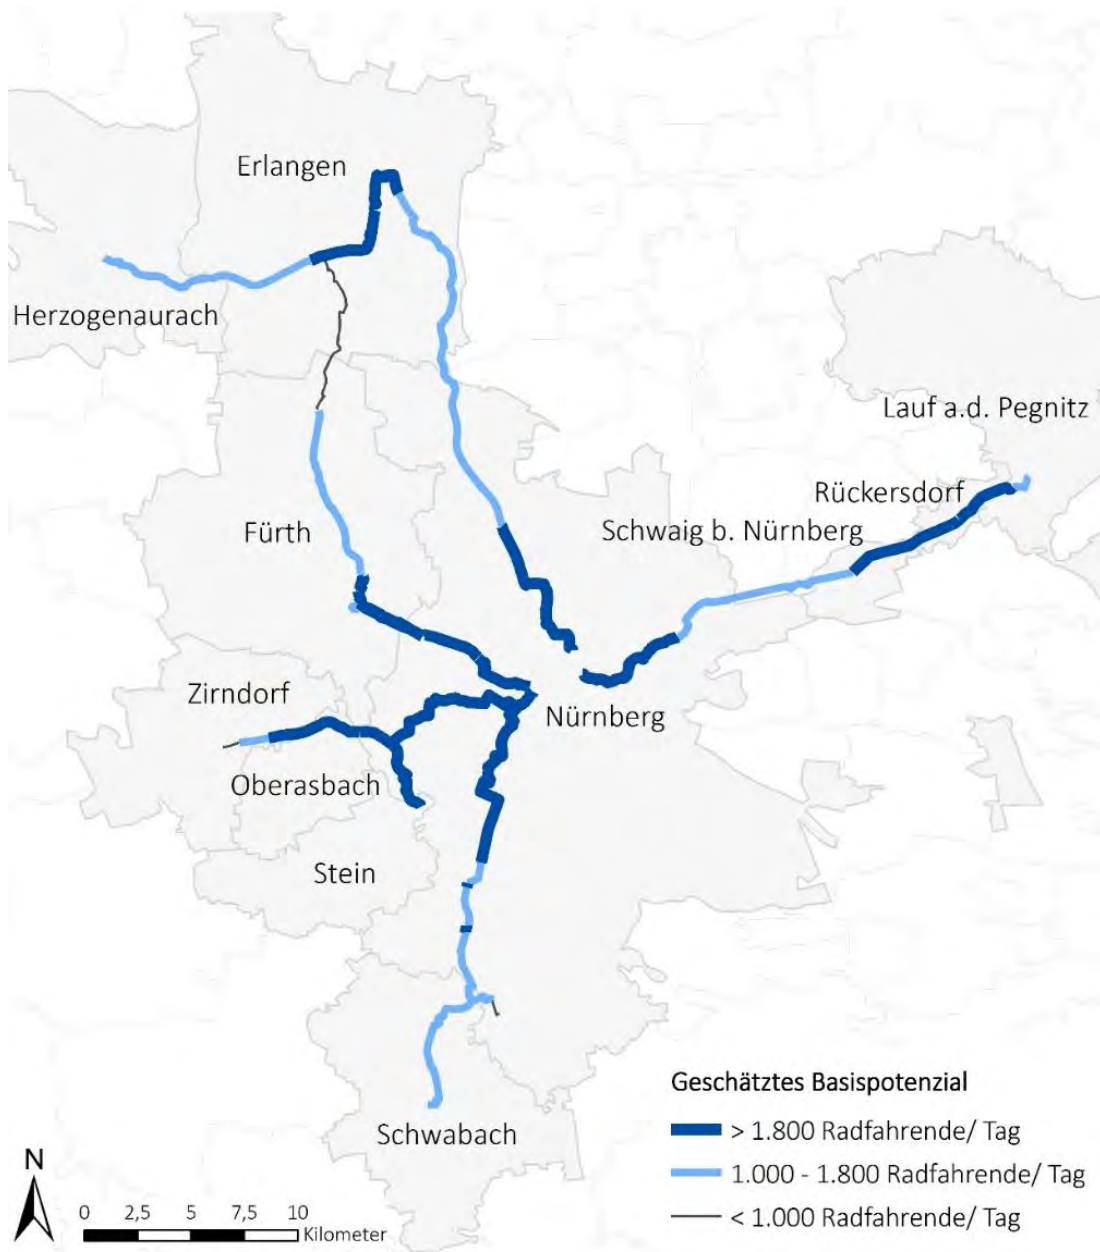 Erlangen
Herzogenaurach
Lauf a.d. Pegnitz
Rückersdorf
Schwaig b. Nürnberg
Fürth
Zirndorf
Nürnberg
Oberasbach
Stein
Schwabach
Geschätztes Basispotenzial
> 1.800 Radfahrende/ Tag
1.000 - 1.800 Radfahrende/ Tag
< 1.000 Radfahrende/ Tag
N
0 2,5 5 7,5 10
Kilometer